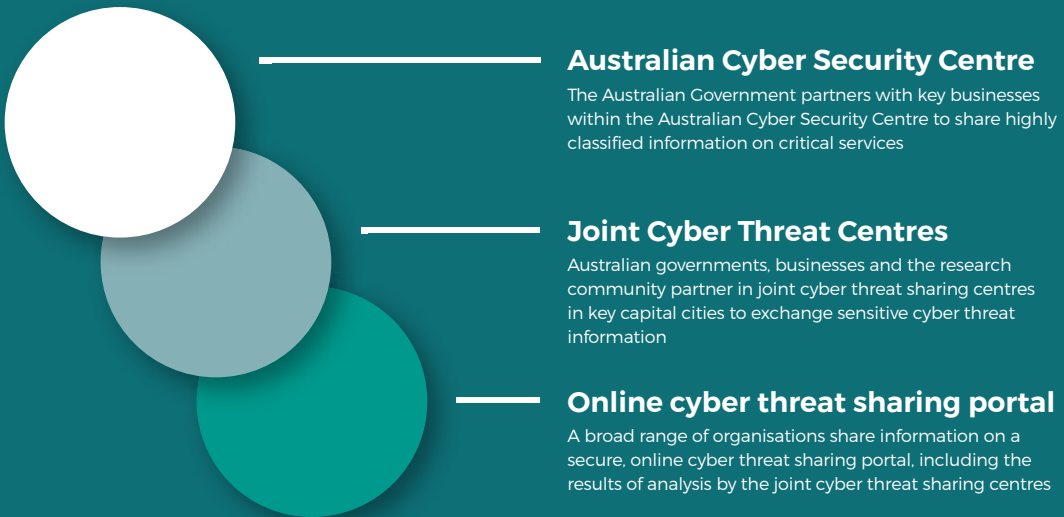 Australian Cyber Security Centre
The Australian Government partners with key businesses
within the Australian Cyber Security Centre to share highly
classified information on critical services
Joint Cyber Threat Centres
Australian governments, businesses and the research
community partner in joint cyber threat sharing centres
in key capital cities to exchange sensitive cyber threat
information
Online cyber threat sharing portal
A broad range of organisations share information on a
secure, online cyber threat sharing portal, including the
results of analysis by the joint cyber threat sharing centres